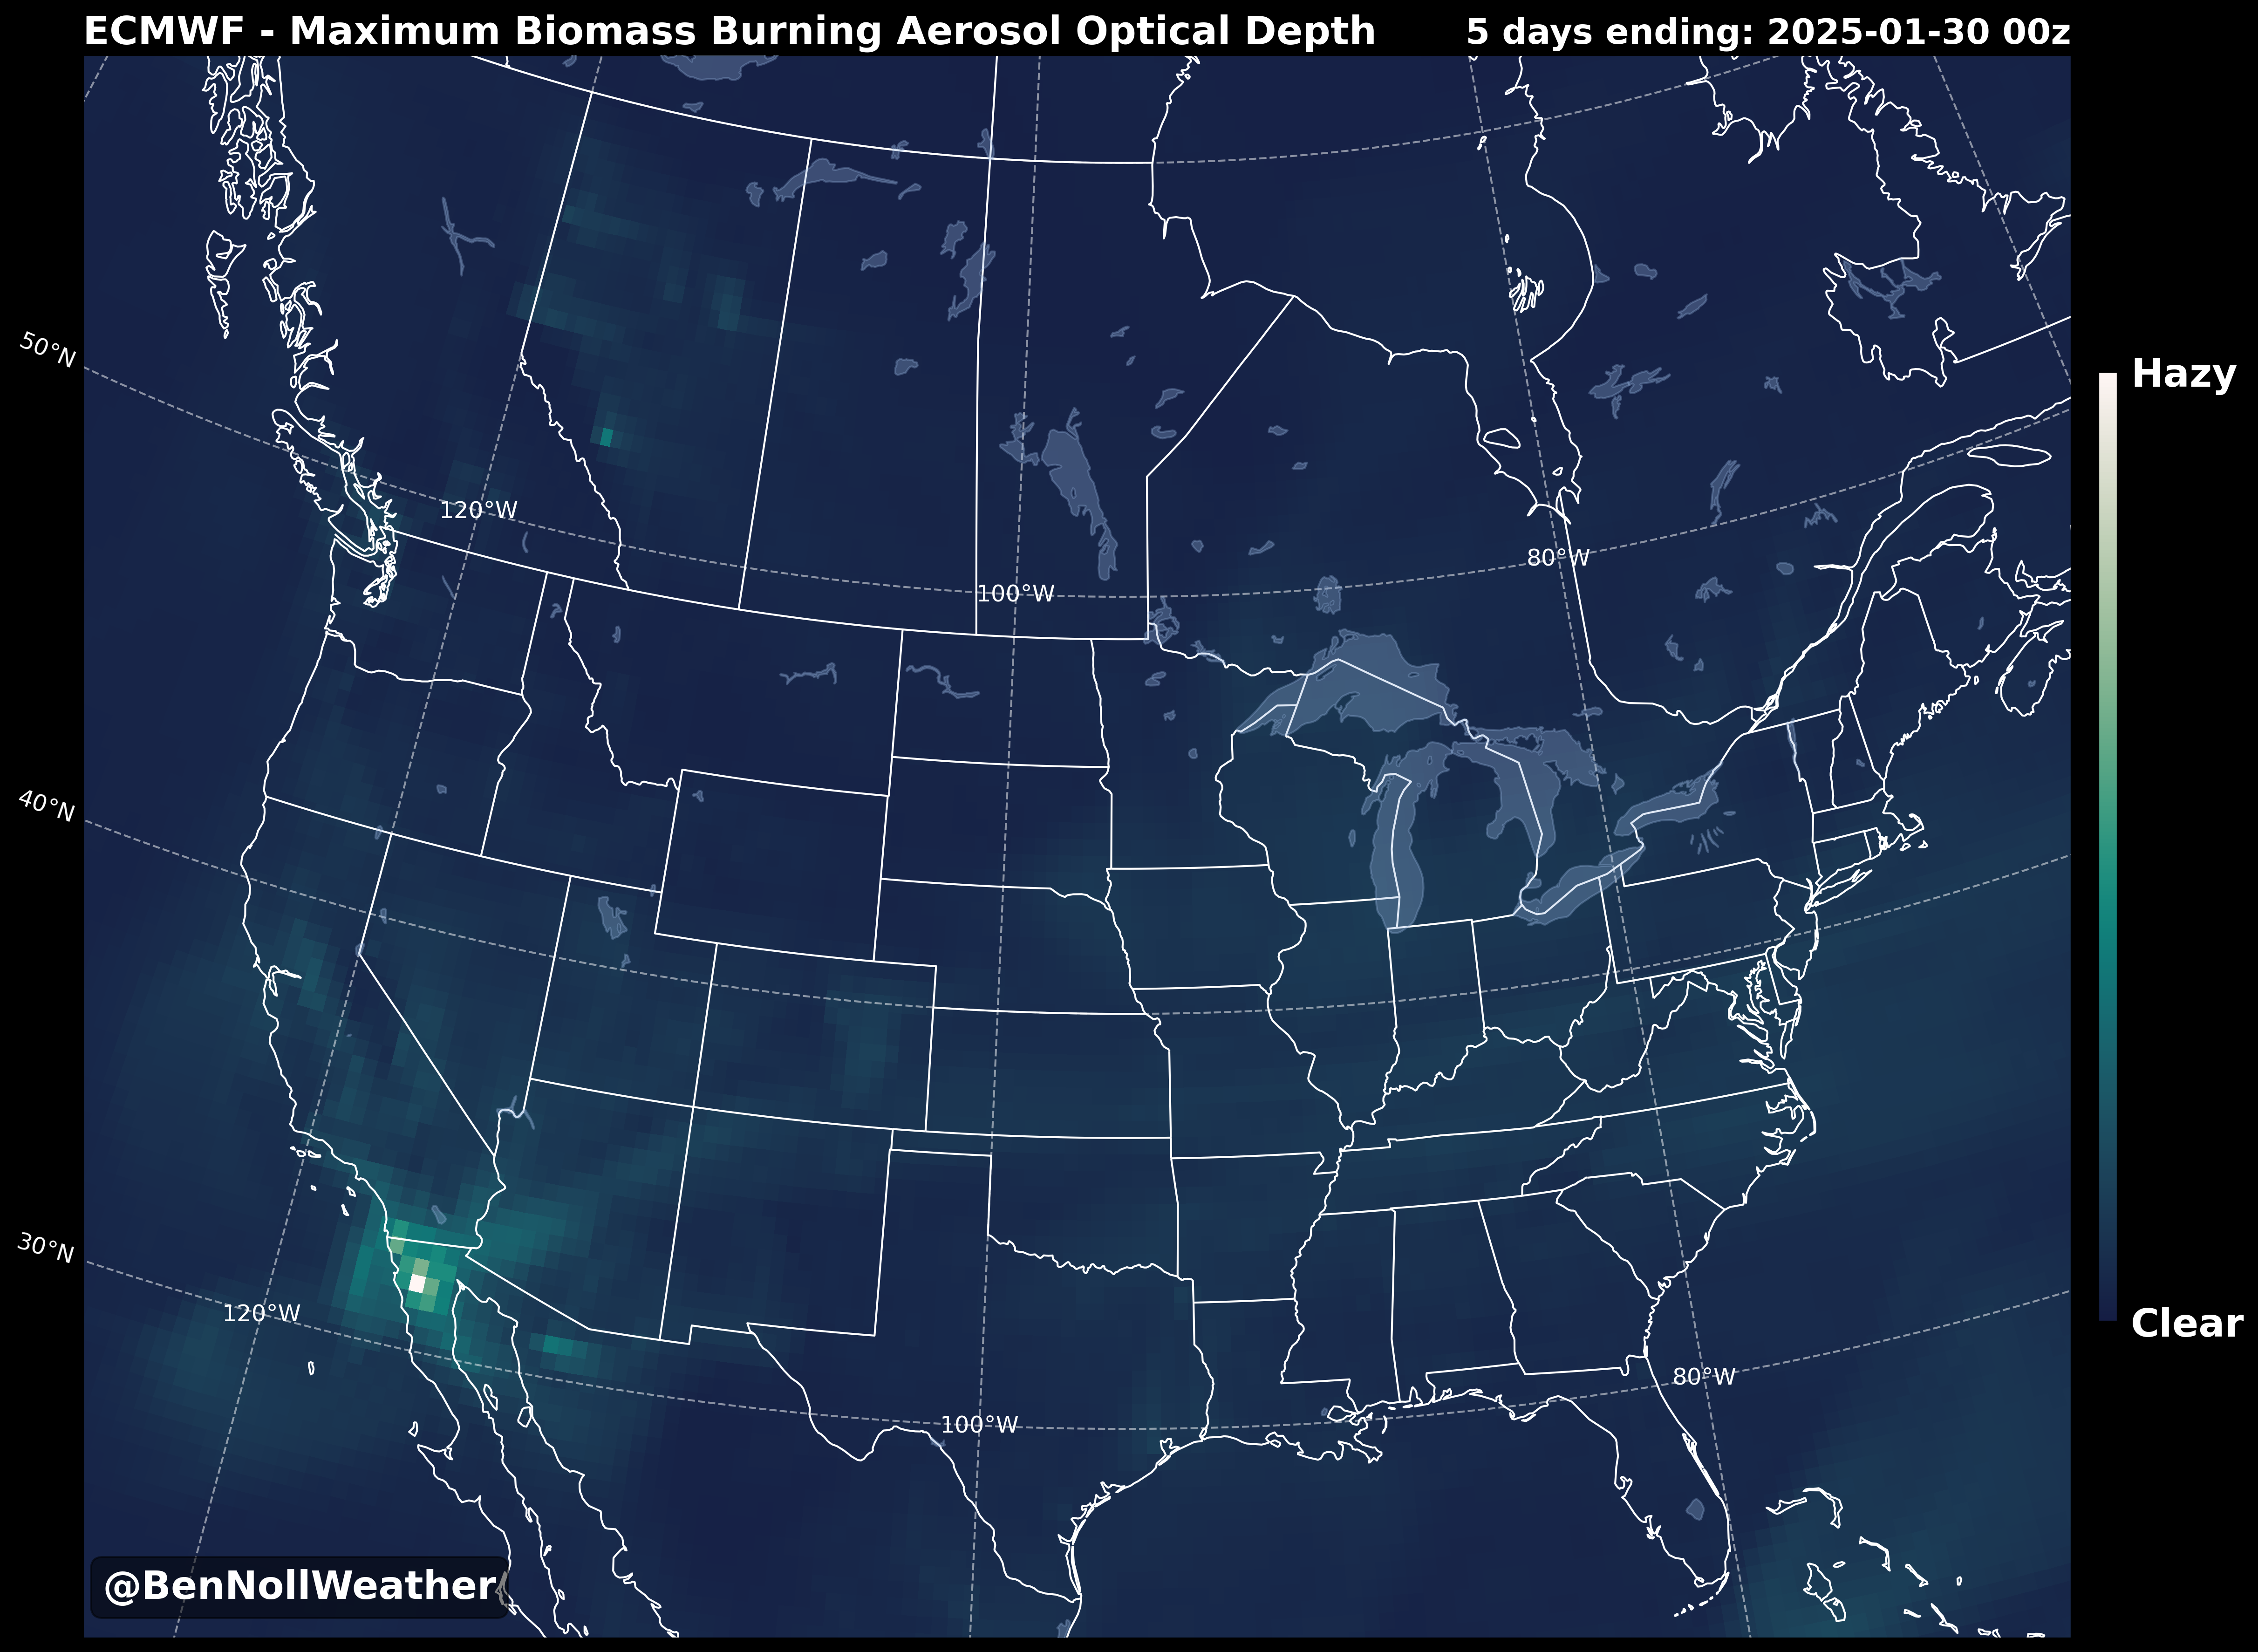 ECMWF - Maximum Biomass Burning Aerosol Optical Depth
5 days ending: 2025-01-30 00z
50°N
Hazy
120°W
80°W
100°W
40°N
30°N
120°W
Clear
80°W
100°W
@BenNollWeather